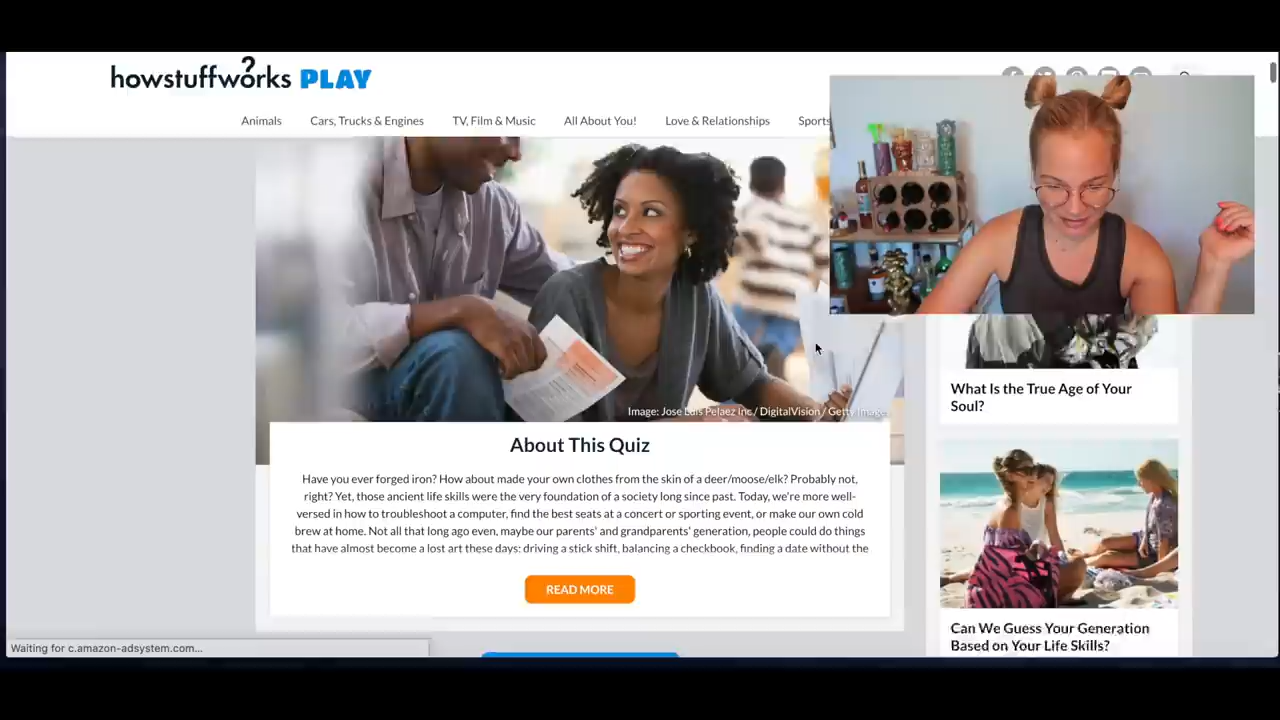 howstuffworks PLAY
Animals Cars, Trucks & Engines TV, Film & Music All About You! Love & Relationships Sports
Image: Jose Luis Pelaez Inc / DigitalVision / Getty Images
About This Quiz
Have you ever forged iron? How about made your own clothes from the skin of a deer/moose/elk? Probably not,
right? Yet, those ancient life skills were the very foundation of a society long since past. Today, we're more well-
versed in how to troubleshoot a computer, find the best seats at a concert or sporting event, or make our own cold
brew at home. Not all that long ago even, maybe our parents' and grandparents' generation, people could do things
that have almost become a lost art these days: driving a stick shift, balancing a checkbook, finding a date without the
READ MORE
What Is the True Age of Your
Soul?
Can We Guess Your Generation
Based on Your Life Skills?
Waiting for c.amazon-adsystem.com...